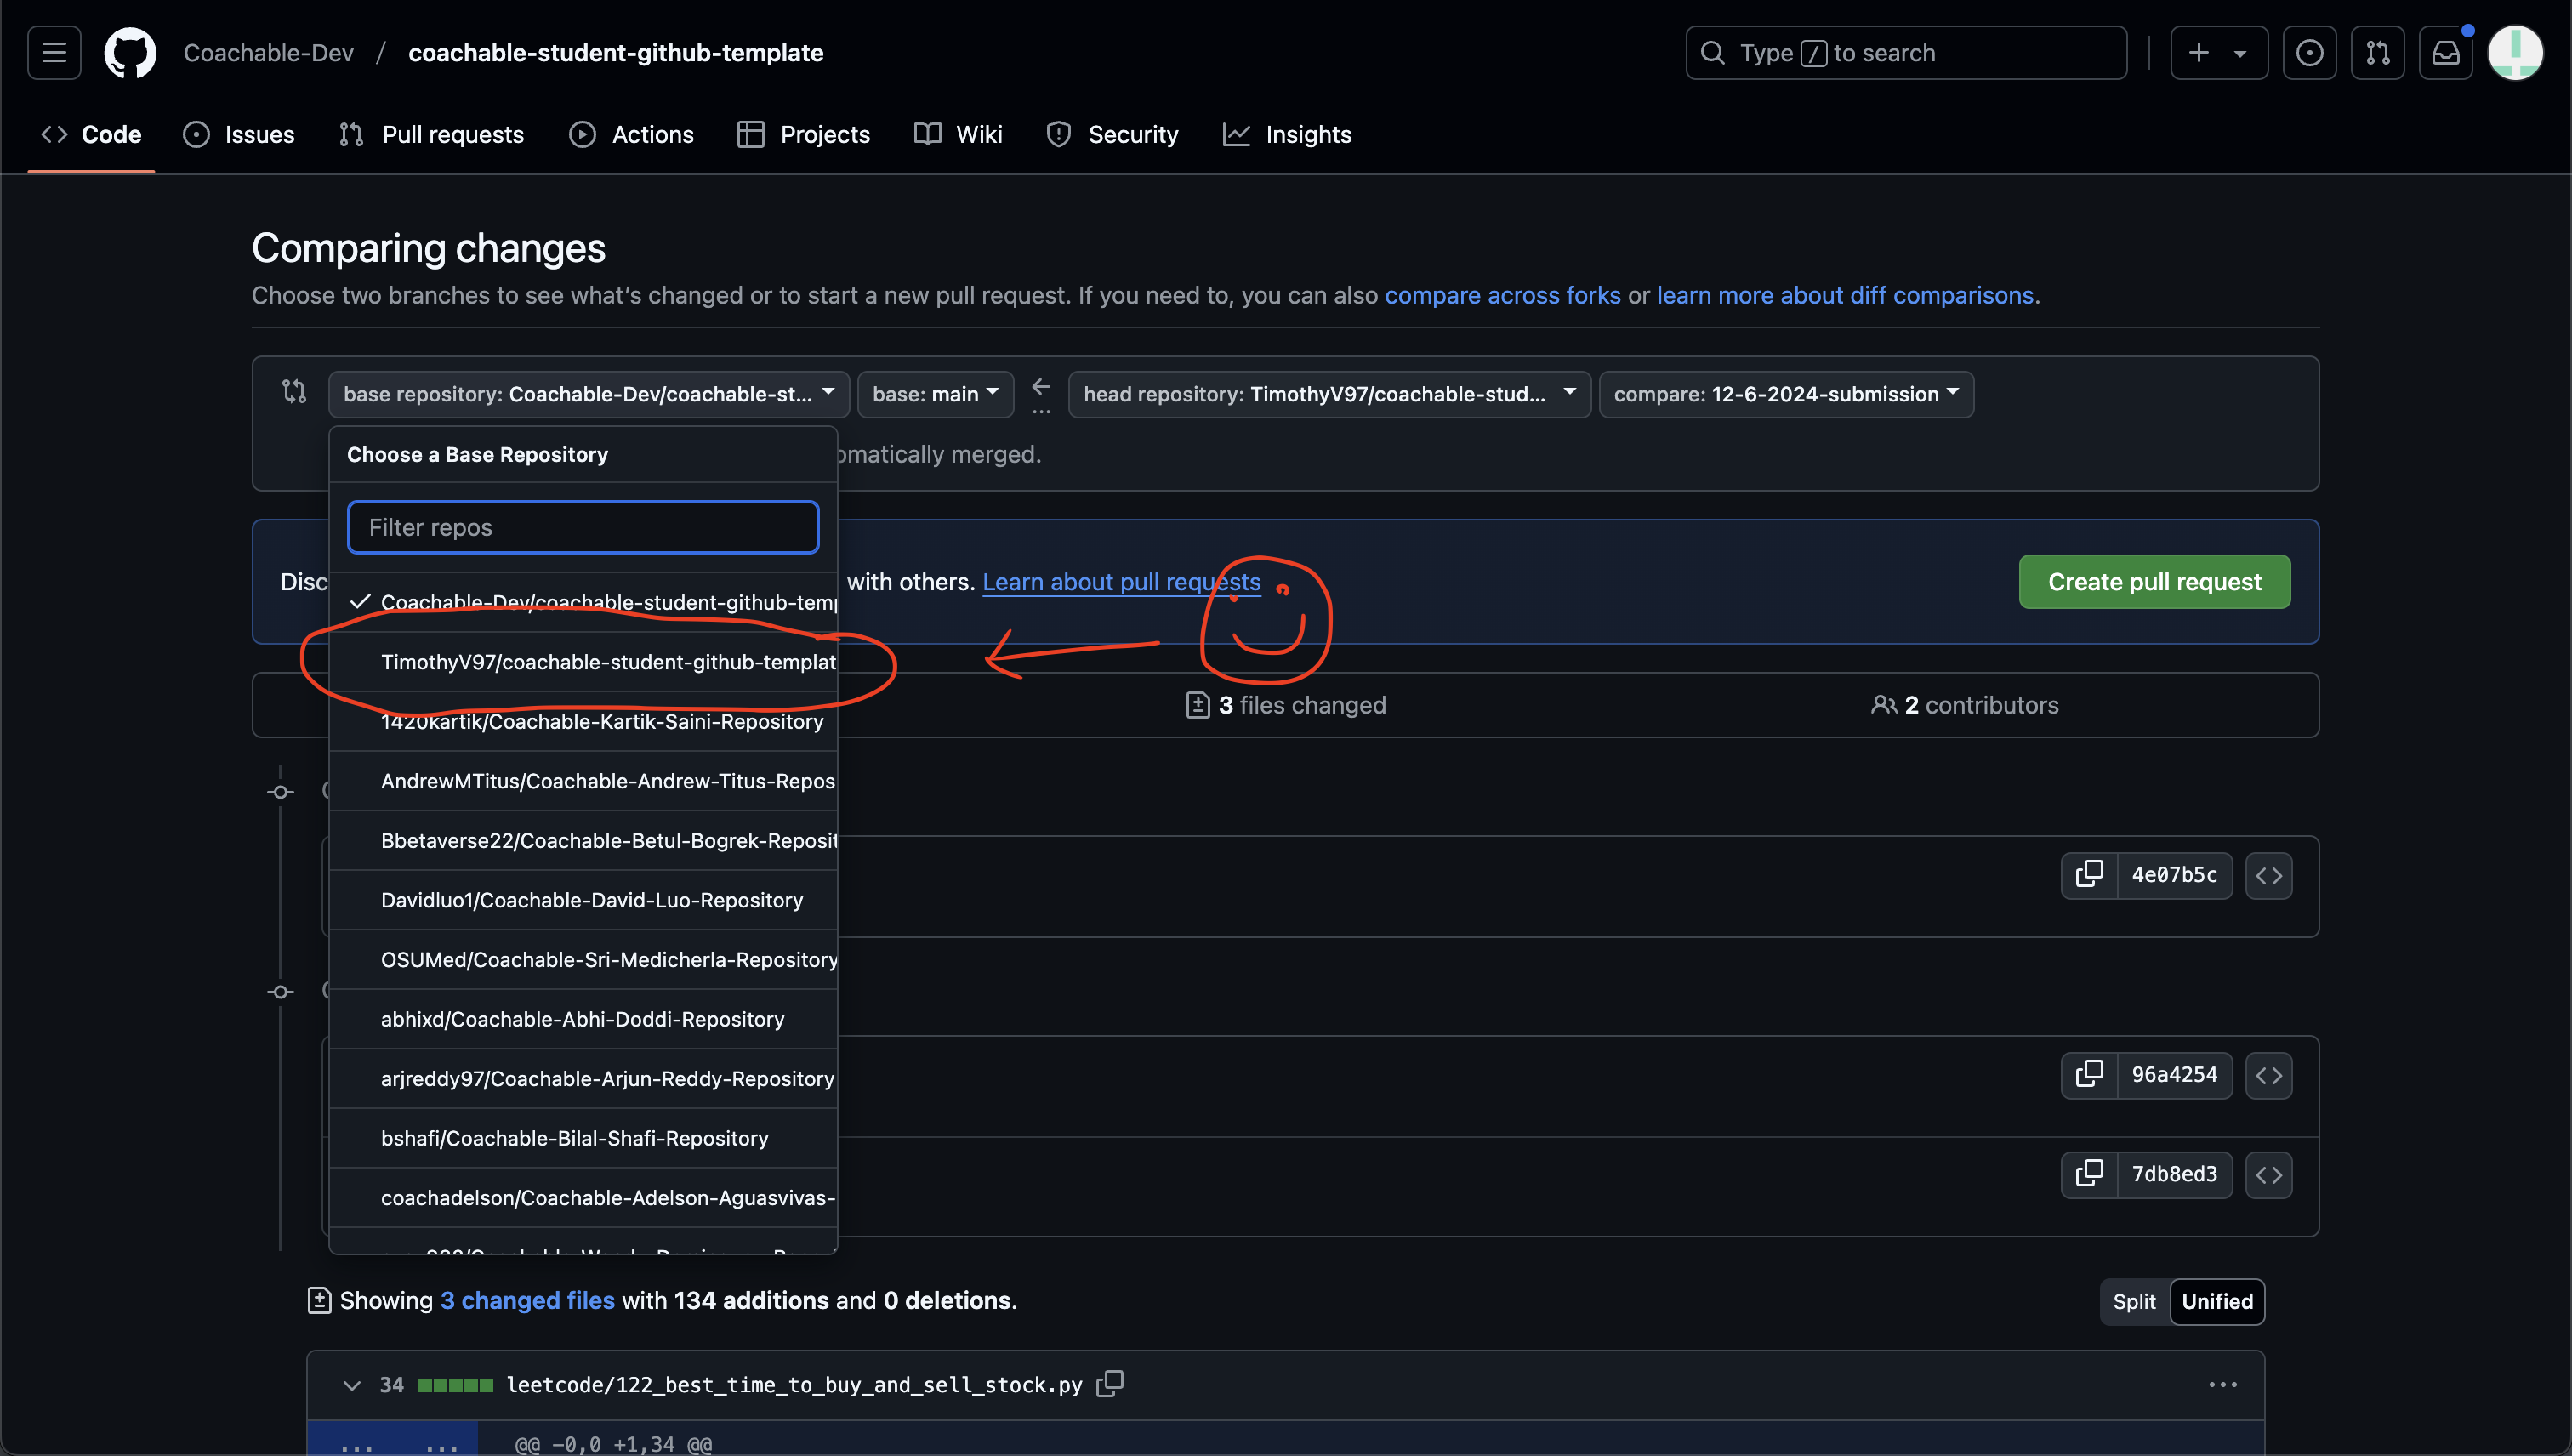 Coachable-Dev / coachable-student-github-template
Type / to search
Code Issues Pull requests Actions Projects Wiki Security Insights
Comparing changes
Choose two branches to see what's changed or to start a new pull request. If you need to, you can also compare across forks or learn more about diff comparisons.
base repository: Coachable-Dev/coachable-st... base: main ... head repository: TimothyV97/coachable-stud... compare: 12-6-2024-submission
Choose a Base Repository
omatically merged.
Filter repos
Disc with others. Learn about pull requests
Create pull request
Coachable-Dev/coachable-student-github-temp
TimothyV97/coachable-student-github-templat
3 files changed
2 contributors
1420kartik/Coachable-Kartik-Saini-Repository
AndrewMTitus/Coachable-Andrew-Titus-Repos
Bbetaverse22/Coachable-Betul-Bogrek-Reposit
4e07b5c
Davidluo1/Coachable-David-Luo-Repository
OSUMed/Coachable-Sri-Medicherla-Repository
abhixd/Coachable-Abhi-Doddi-Repository
arjreddy97/Coachable-Arjun-Reddy-Repository
96a4254
bshafi/Coachable-Bilal-Shafi-Repository
7db8ed3
coachadelson/Coachable-Adelson-Aguasvivas-
Showing 3 changed files with 134 additions and 0 deletions.
Split Unified
34 leetcode/122_best_time_to_buy_and_sell_stock.py
... ... @@ -0,0 +1,34 @@